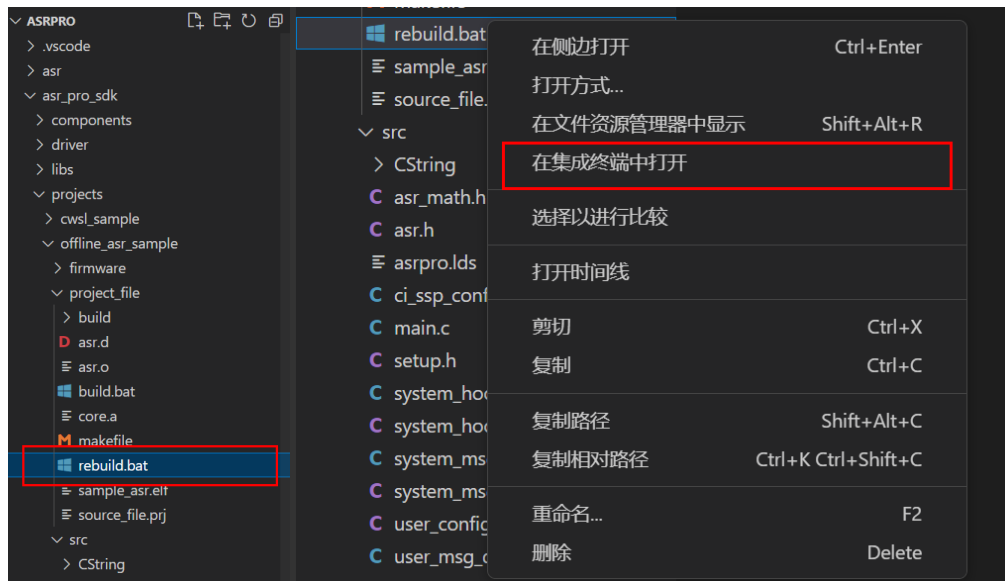 ASRPRO
.vscode
asr
asr_pro_sdk
components
driver
libs
projects
cwsl_sample
offline_asr_sample
firmware
project_file
build
D asr.d
asr.o
build.bat
core.a
M makefile
rebuild.bat
sample_asr.elf
source_file.prj
src
CString
rebuild.bat
sample_asr
source_file.
src
CString
C asr_math.h
C asr.h
asrpro.lds
C ci_ssp_conf
C main.c
C setup.h
C system_hoo
C system_hoo
C system_ms
C system_ms
C user_config
C user_msg_
在侧边打开 Ctrl+Enter
打开方式...
在文件资源管理器中显示 Shift+Alt+R
在集成终端中打开
选择以进行比较
打开时间线
剪切 Ctrl+X
复制 Ctrl+C
复制路径 Shift+Alt+C
复制相对路径 Ctrl+K Ctrl+Shift+C
重命名... F2
删除 Delete